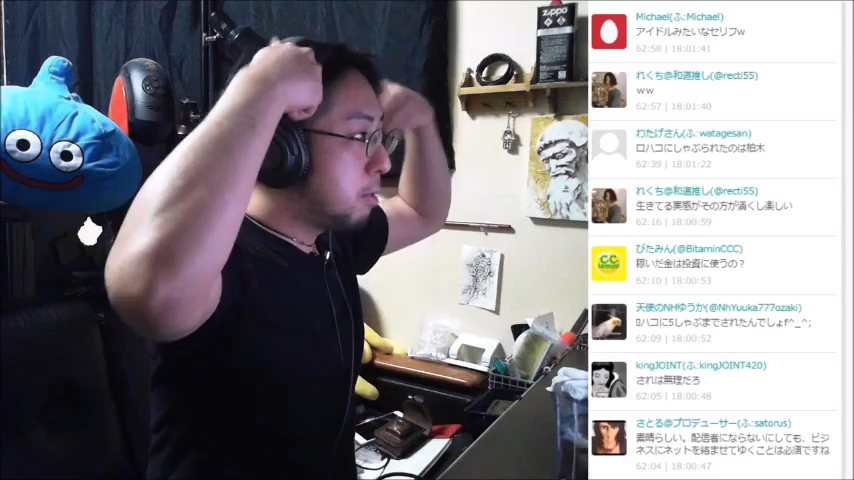 zippo
Michael(ふ:Michael)
アイドルみたいなセリフw
62:58 | 18:01:41
れくち@和道推し(@recti55)
ww
62:57 | 18:01:40
わたげさん(ふ:watagesan)
ロハコにしゃぶられたのは柏木
62:39 | 18:01:22
れくち@和道推し(@recti55)
生きてる実感がその方が湧くし楽しい
62:16 | 18:00:59
びたみん(@BitaminCCC)
稼いだ金は投資に使うの？
62:10 | 18:00:53
天使のNHゆうか(@NhYuuka777ozaki)
ﾛハコに5しゃぶまでされたんでしょf^_^;
62:09 | 18:00:52
kingJOINT(ふ:kingJOINT420)
されは無理だろ
62:05 | 18:00:48
さとる@プロデューサー(ふ:satorus)
素晴らしい。配信者にならないにしても、ビジ
ネスにネットを絡ませてゆくことは必須ですね
62:04 | 18:00:47